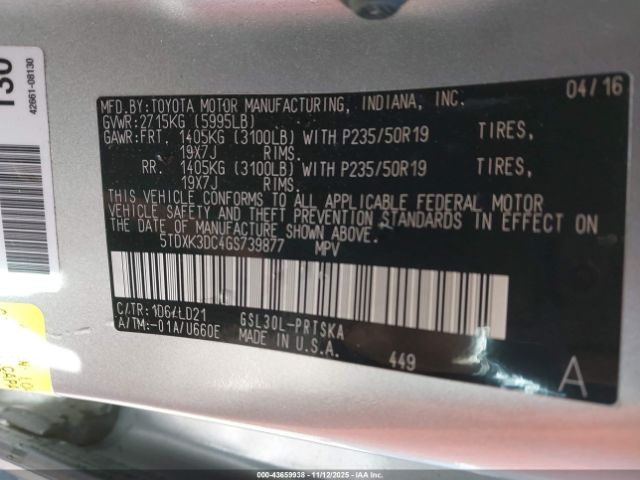 130
42661-08130
MFD.BY:TOYOTA MOTOR MANUFACTURING, INDIANA, INC. 04/16
GVWR:2715KG (5995LB)
GAWR:FRT. 1405KG (3100LB) WITH P235/50R19 TIRES,
19X7J RIMS.
RR. 1405KG (3100LB) WITH P235/50R19 TIRES,
19X7J RIMS.
THIS VEHICLE CONFORMS TO ALL APPLICABLE FEDERAL MOTOR
VEHICLE SAFETY AND THEFT PREVENTION STANDARDS IN EFFECT ON
THE DATE OF MANUFACTURE SHOWN ABOVE.
5TDXK3DC4GS739877 MPV
C/TR:1D6/LD21 GSL30L-PRTSKA
A/TM:-01A/U660E MADE IN U.S.A.
449
A
000-43659938 - 11/12/2025 - IAAI.COM